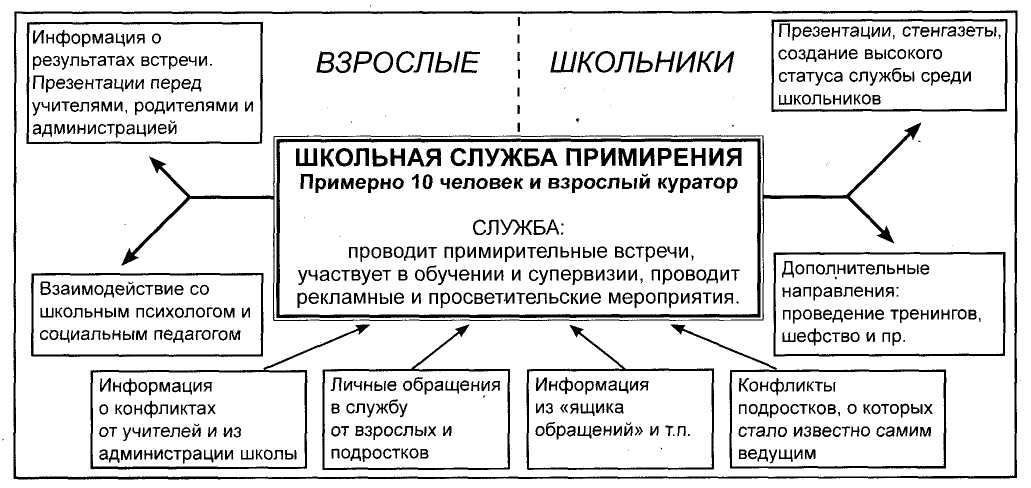 Информация о
результатах встречи.
Презентации перед
учителями, родителями и
администрацией
ВЗРОСЛЫЕ
ШКОЛЬНИКИ
Презентации, стенгазеты,
создание высокого
статуса службы среди
школьников
ШКОЛЬНАЯ СЛУЖБА ПРИМИРЕНИЯ
Примерно 10 человек и взрослый куратор
СЛУЖБА:
проводит примирительные встречи,
участвует в обучении и супервизии, проводит
рекламные и просветительские мероприятия.
Взаимодействие со
школьным психологом и
социальным педагогом
Дополнительные
направления:
проведение тренингов,
шефство и пр.
Информация
о конфликтах
от учителей и из
администрации школы
Личные обращения
в службу
от взрослых и
подростков
Информация
из «ящика
обращений» и т.п.
Конфликты
подростков, о которых
стало известно самим
ведущим